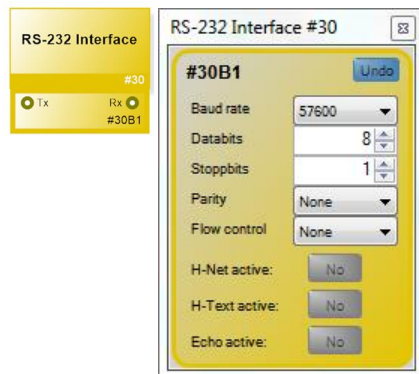 RS-232 Interface
#30
Tx Rx
#30B1
RS-232 Interface #30
#30B1 Undo
Baud rate 57600
Databits 8
Stoppbits 1
Parity None
Flow control None
H-Net active: No
H-Text active: No
Echo active: No